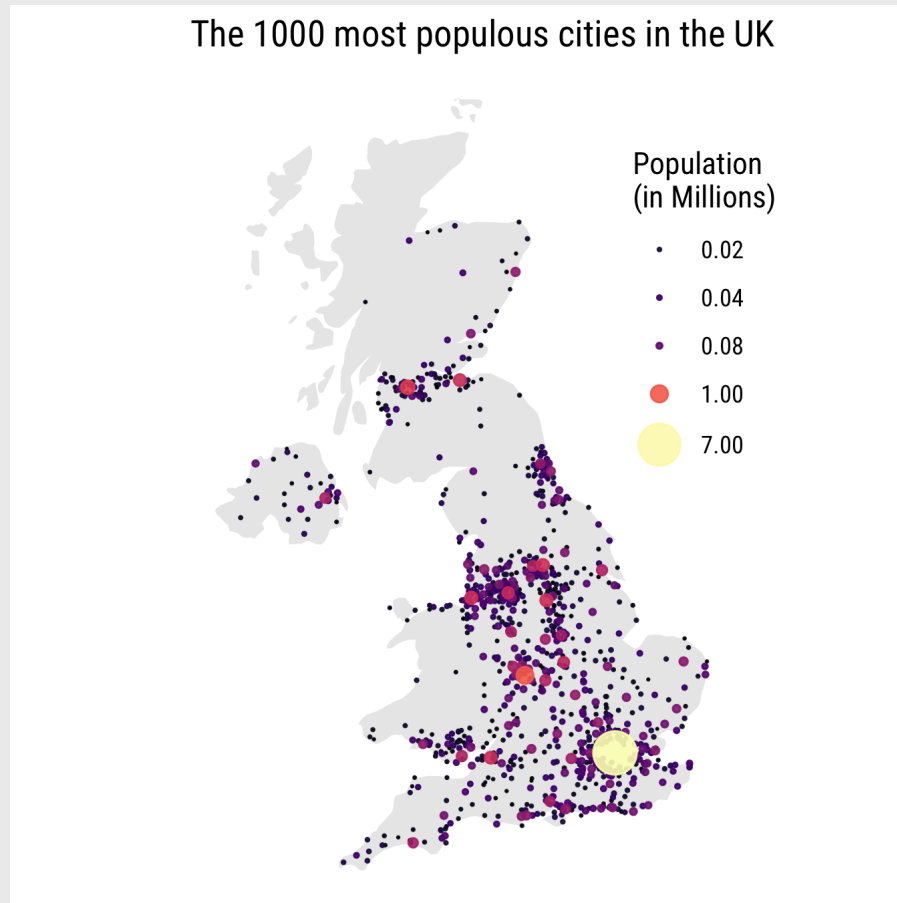 The 1000 most populous cities in the UK
Population
(in Millions)
0.02
0.04
0.08
1.00
7.00